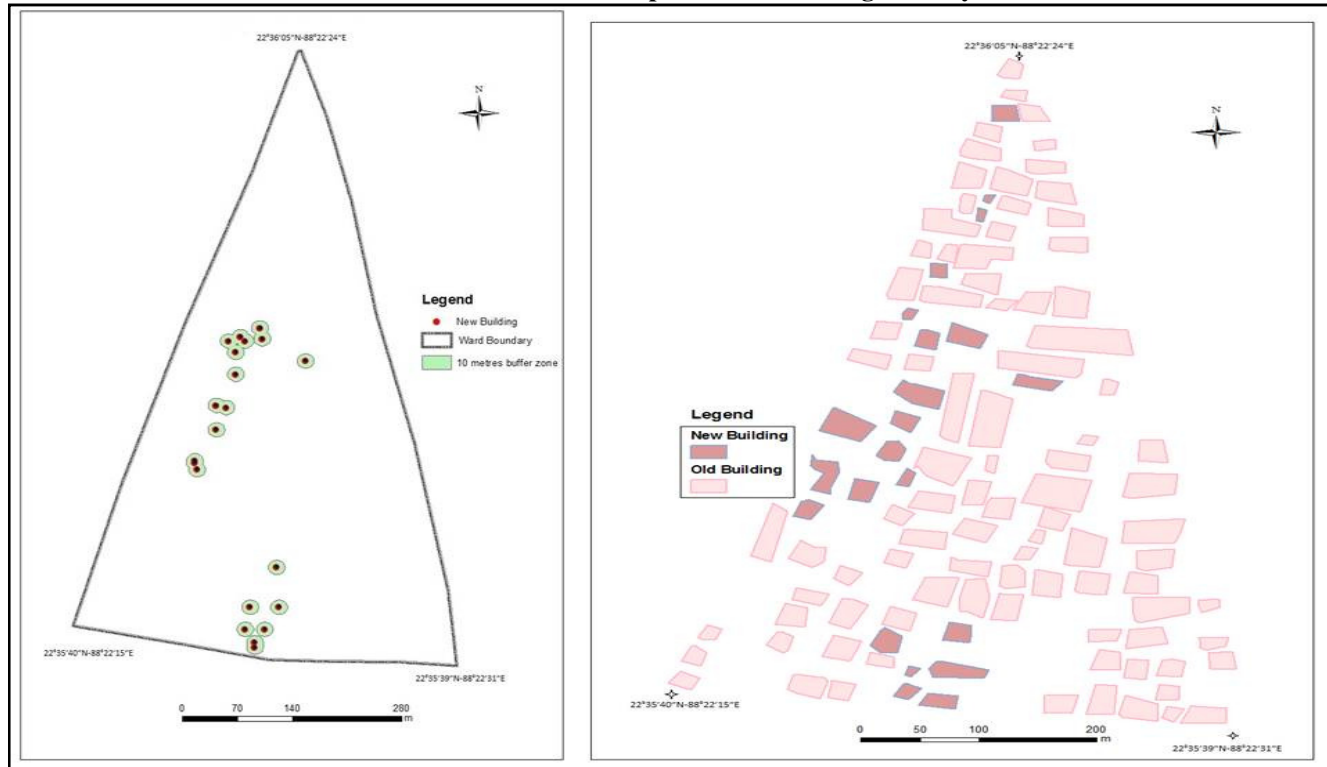 22°36'05"N-88°22'24"E
N
Legend
New Building
Ward Boundary
10 metres buffer zone
22°35'40"N-88°22'15"E
22°35'39"N-88°22'31"E
0 70 140 280
m
22°36'05"N-88°22'24"E
N
Legend
New Building
Old Building
22°35'40"N-88°22'15"E
0 50 100 200
m
22°35'39"N-88°22'31"E